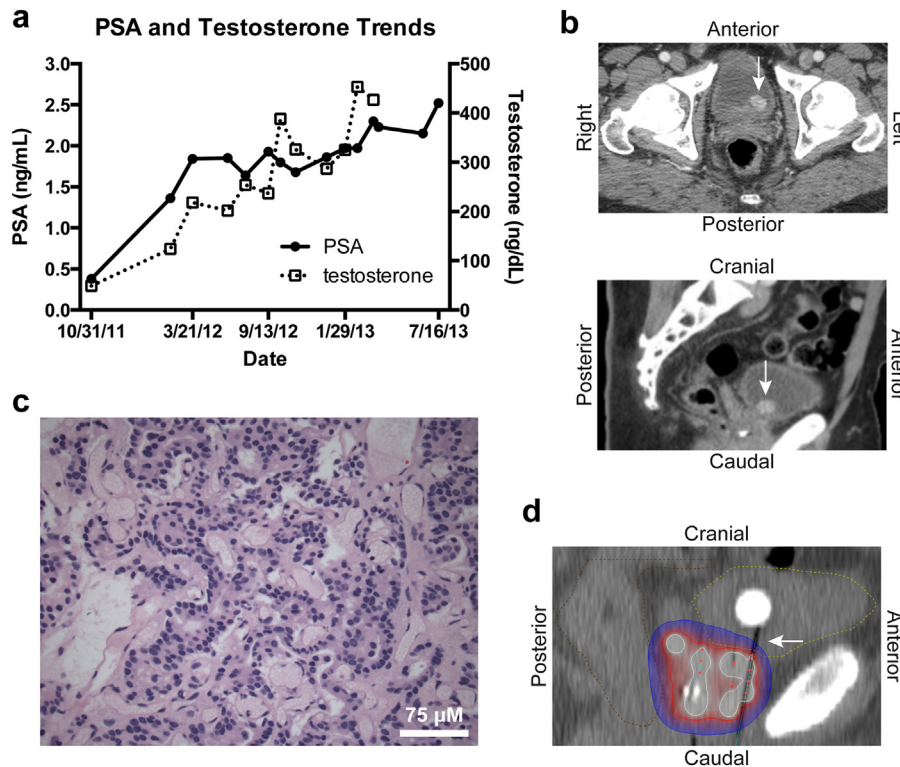 a
PSA and Testosterone Trends
PSA (ng/mL)
3.0
2.5
2.0
1.5
1.0
0.5
0.0
500
400
300
200
100
0
Testosterone (ng/dL)
PSA
testosterone
10/31/11
3/21/12
9/13/12
1/29/13
7/16/13
Date
b
Anterior
Right
Left
Posterior
Cranial
Posterior
Anterior
Caudal
c
75 µM
d
Cranial
Posterior
Anterior
Caudal